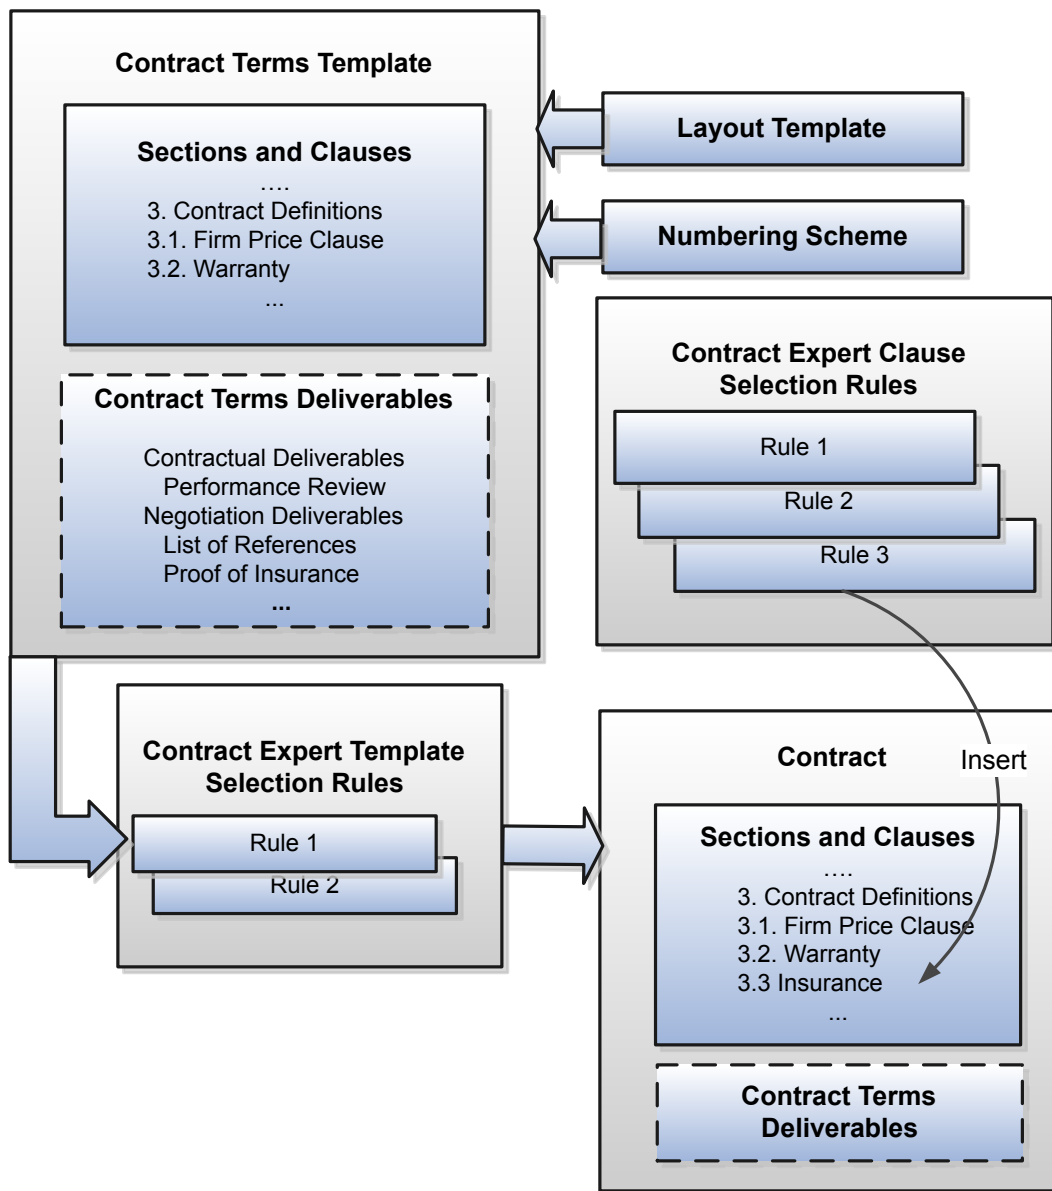 Contract Terms Template
Sections and Clauses
....
3. Contract Definitions
3.1. Firm Price Clause
3.2. Warranty
...
Contract Terms Deliverables
Contractual Deliverables
Performance Review
Negotiation Deliverables
List of References
Proof of Insurance
...
Layout Template
Numbering Scheme
Contract Expert Clause
Selection Rules
Rule 1
Rule 2
Rule 3
Contract Expert Template
Selection Rules
Rule 1
Rule 2
Contract
Insert
Sections and Clauses
....
3. Contract Definitions
3.1. Firm Price Clause
3.2. Warranty
3.3 Insurance
...
Contract Terms
Deliverables